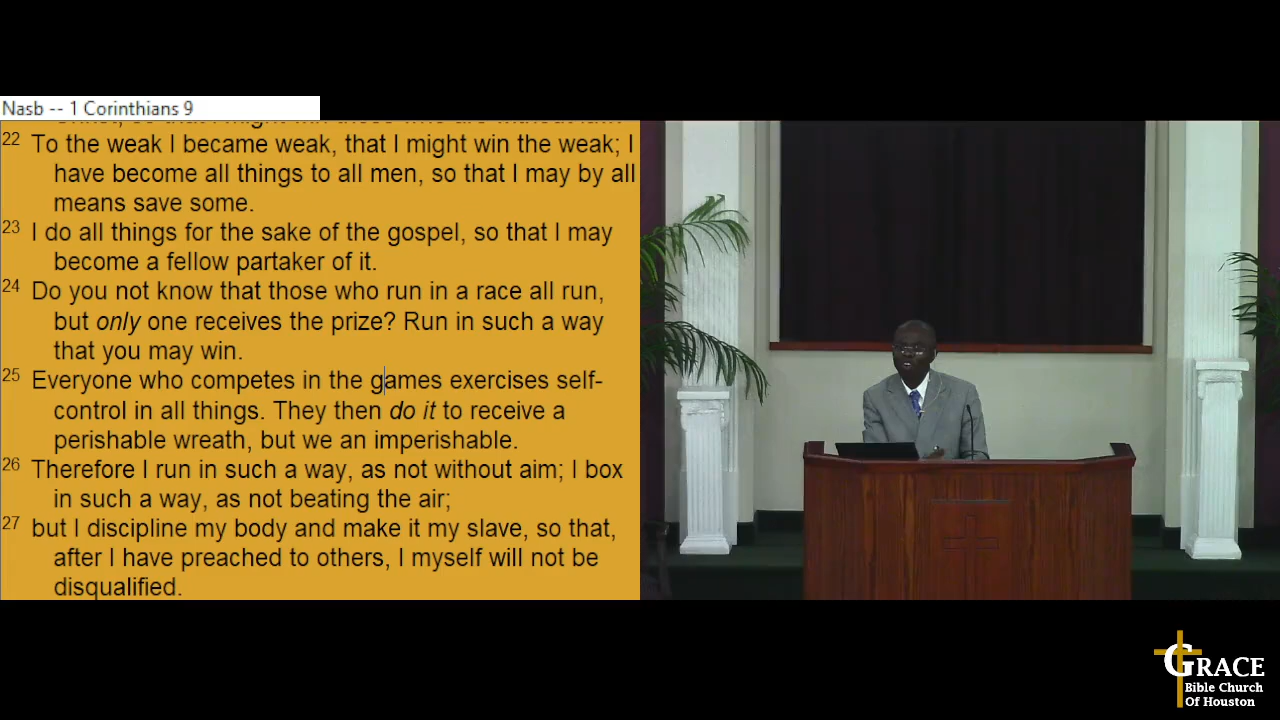 Nasb -- 1 Corinthians 9
22 To the weak I became weak, that I might win the weak; I
have become all things to all men, so that I may by all
means save some.
23 I do all things for the sake of the gospel, so that I may
become a fellow partaker of it.
24 Do you not know that those who run in a race all run,
but only one receives the prize? Run in such a way
that you may win.
25 Everyone who competes in the games exercises self-
control in all things. They then do it to receive a
perishable wreath, but we an imperishable.
26 Therefore I run in such a way, as not without aim; I box
in such a way, as not beating the air;
27 but I discipline my body and make it my slave, so that,
after I have preached to others, I myself will not be
disqualified.
GRACE
Bible Church
Of Houston